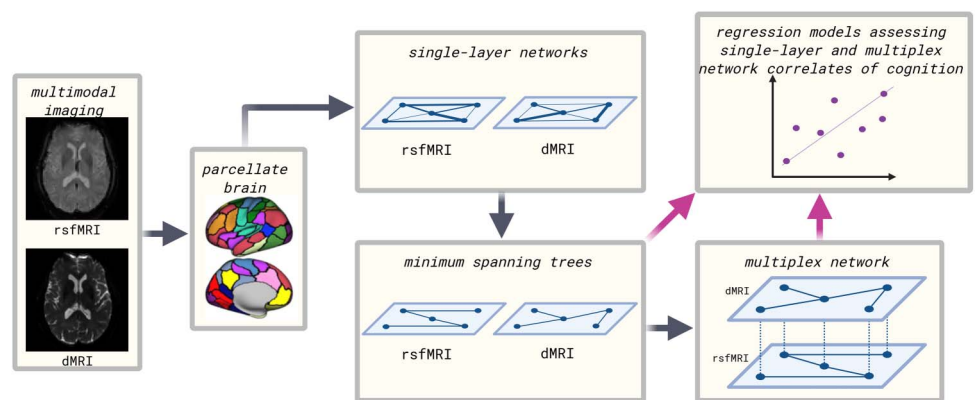 multimodal
imaging
rsfMRI
dMRI
parcellate
brain
single-layer networks
rsfMRI
dMRI
minimum spanning trees
rsfMRI
dMRI
regression models assessing
single-layer and multiplex
network correlates of cognition
multiplex network
dMRI
rsfMRI